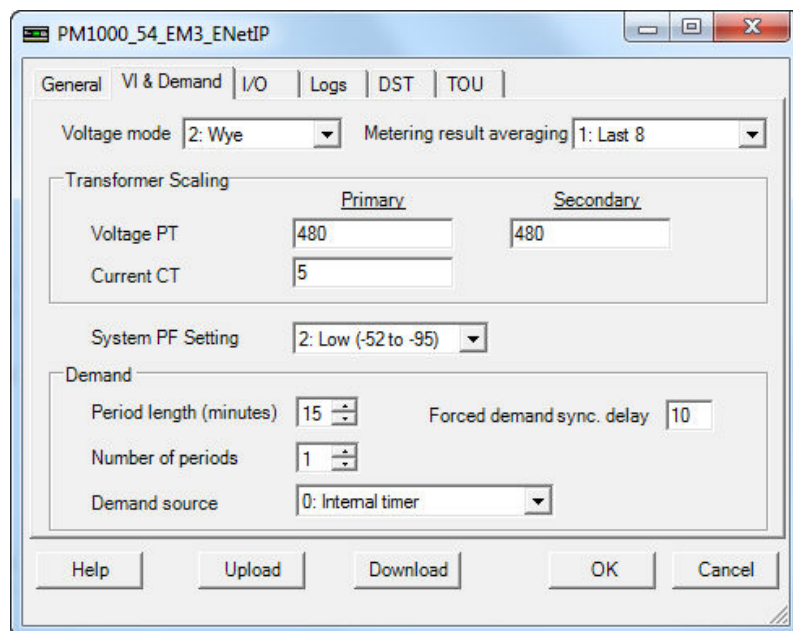 PM1000_54_EM3_ENetIP
General VI & Demand I/O Logs DST TOU
Voltage mode 2: Wye Metering result averaging 1: Last 8
Transformer Scaling
Primary Secondary
Voltage PT 480 480
Current CT 5
System PF Setting 2: Low (-52 to -95)
Demand
Period length (minutes) 15 Forced demand sync. delay 10
Number of periods 1
Demand source 0: Internal timer
Help Upload Download OK Cancel